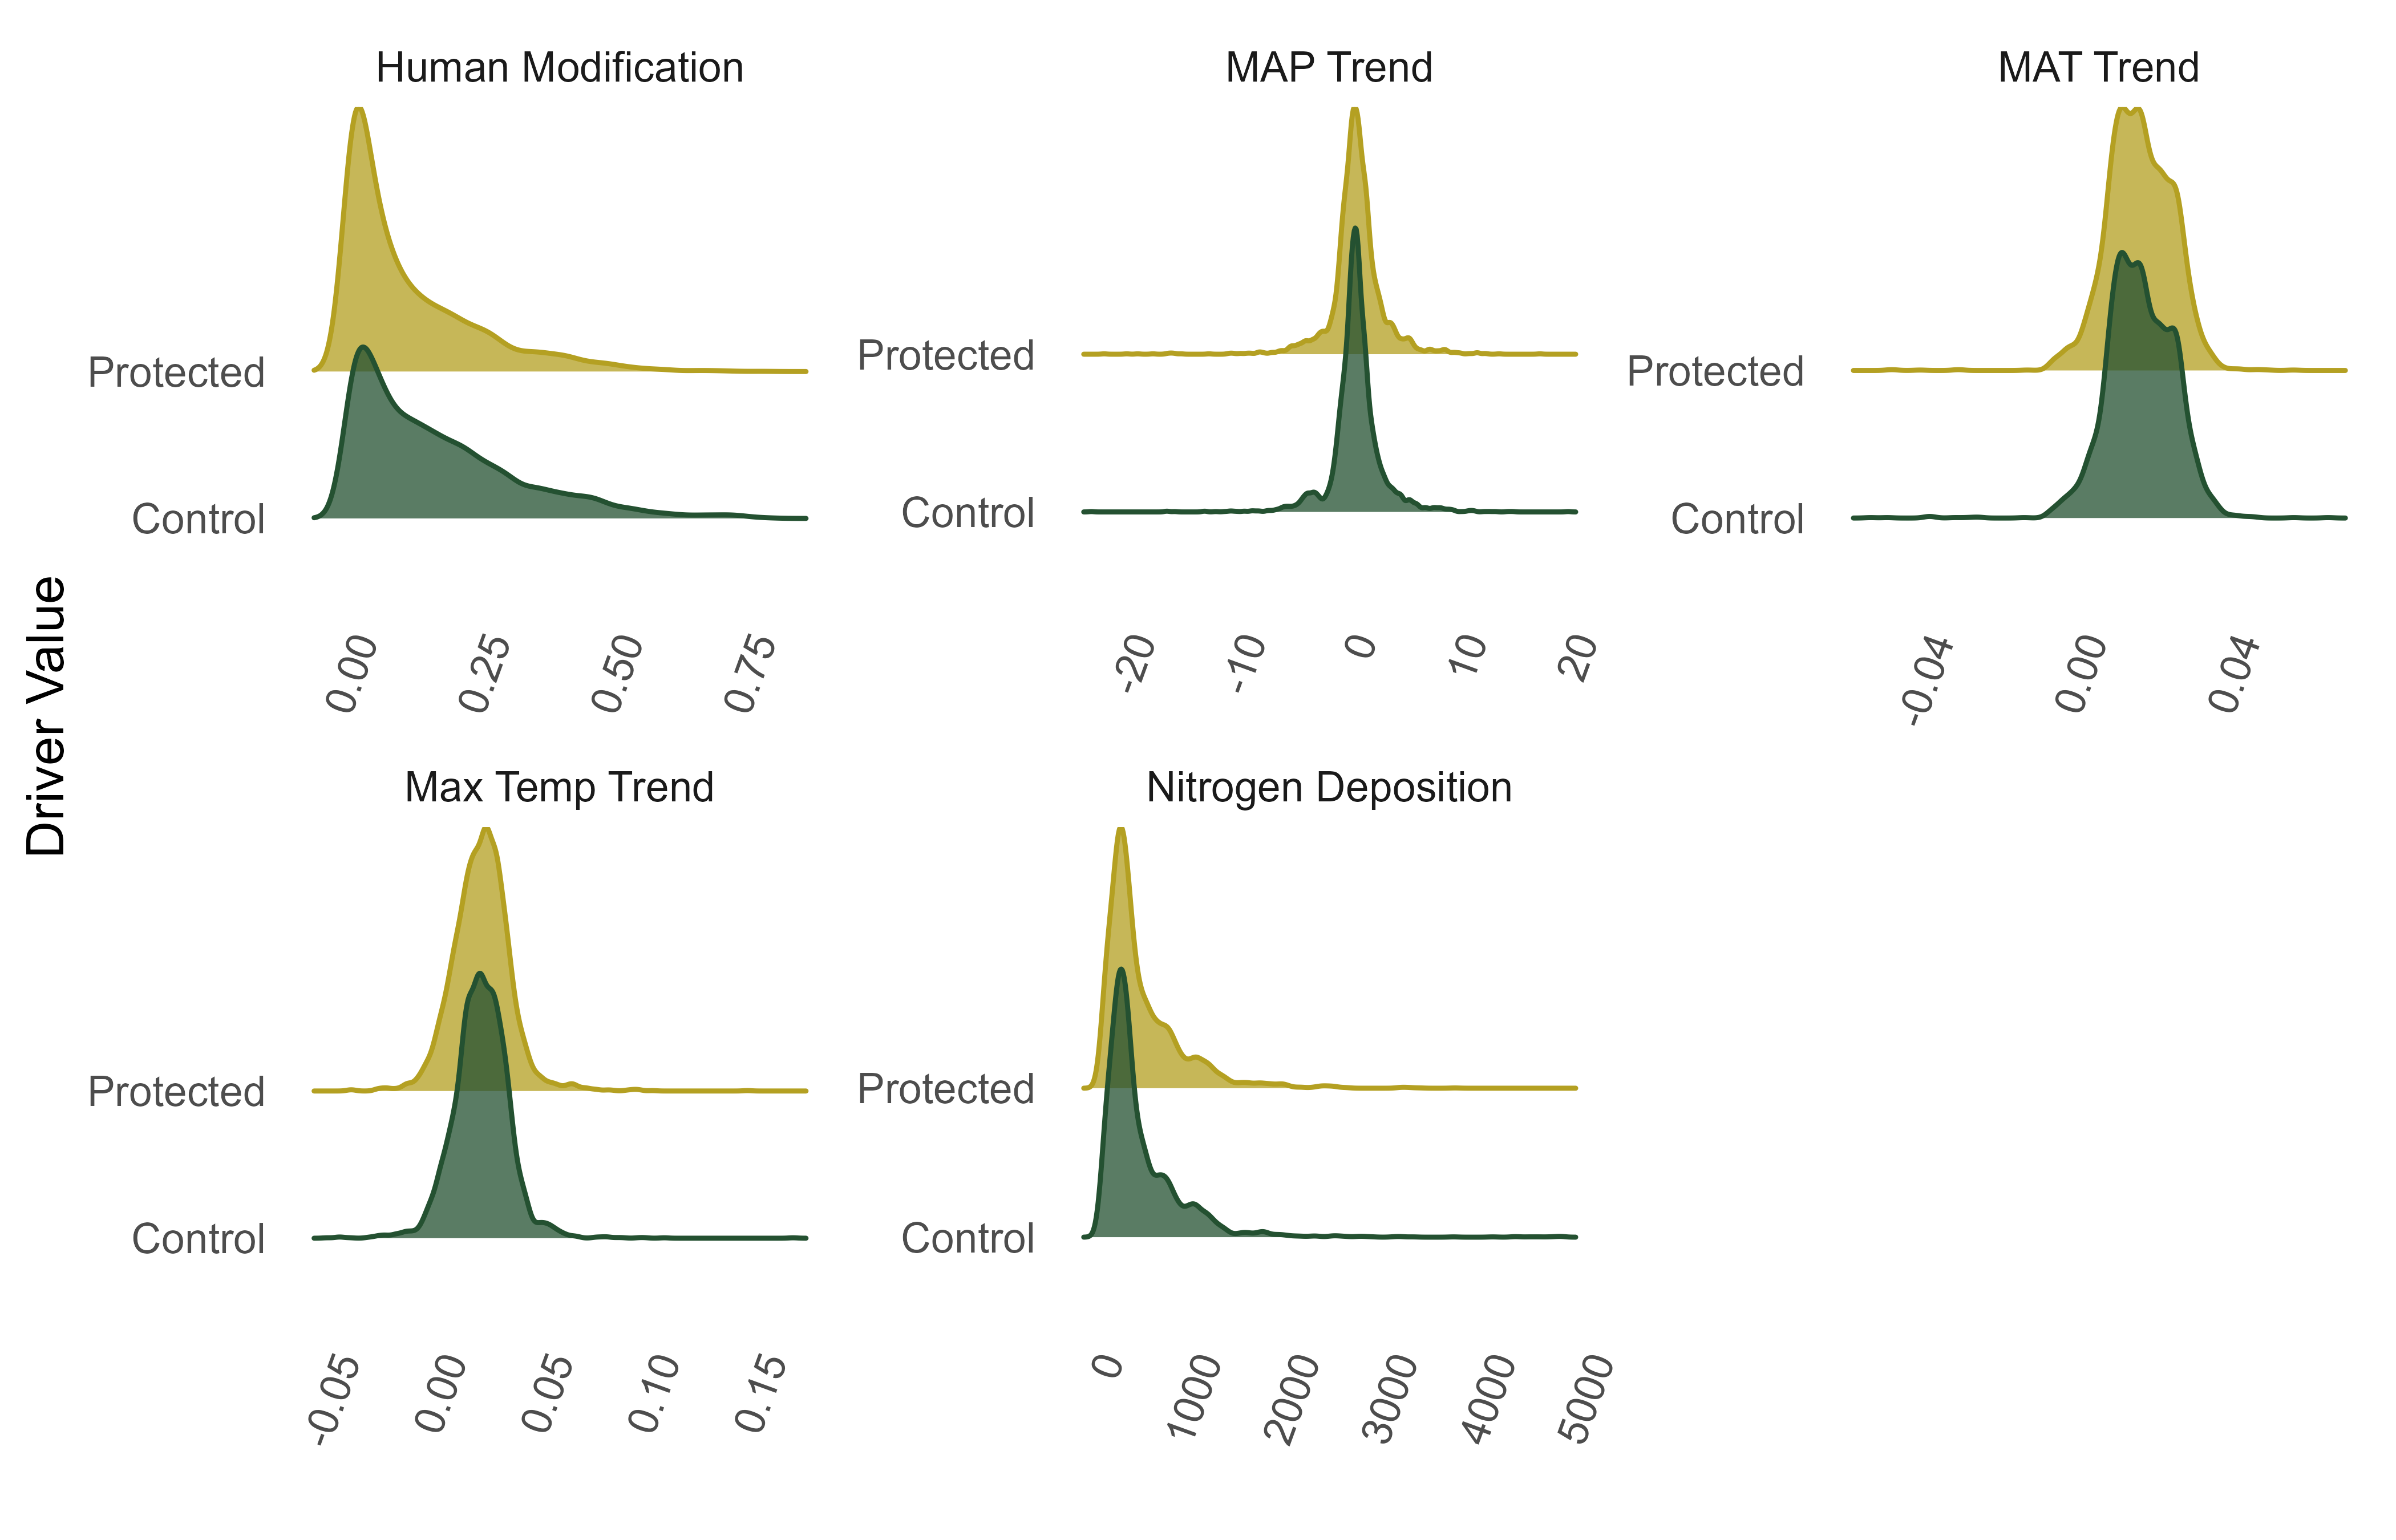 Human Modification
MAP Trend
MAT Trend
Protected
Control
Protected
Control
Protected
Control
0.00
0.25
0.50
0.75
-20
-10
0
10
20
-0.04
0.00
0.04
Driver Value
Max Temp Trend
Nitrogen Deposition
Protected
Control
Protected
Control
-0.05
0.00
0.05
0.10
0.15
0
1000
2000
3000
4000
5000